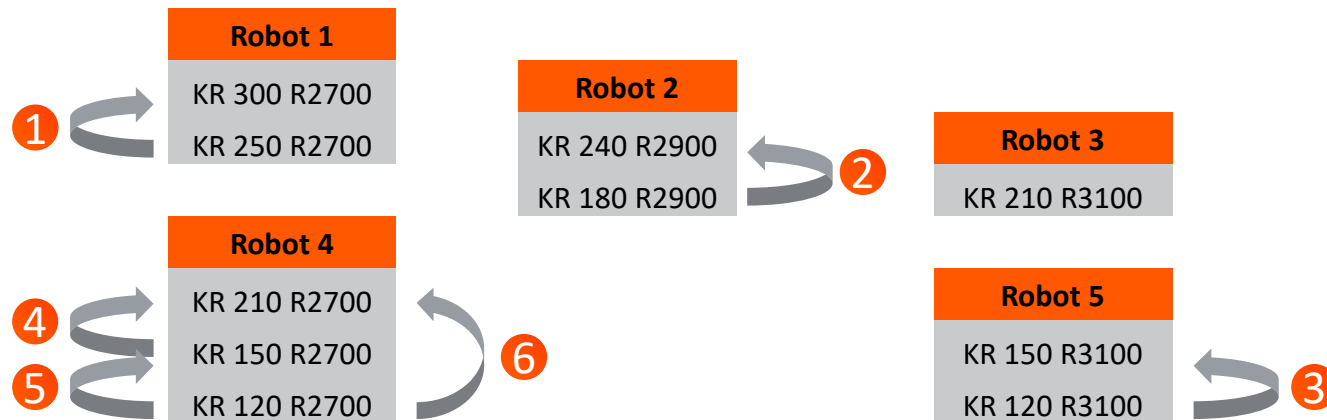 Robot 1
KR 300 R2700
KR 250 R2700
1
Robot 2
KR 240 R2900
KR 180 R2900
2
Robot 3
KR 210 R3100
Robot 4
KR 210 R2700
KR 150 R2700
KR 120 R2700
4
5
6
Robot 5
KR 150 R3100
KR 120 R3100
3